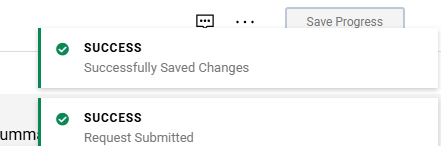 Save Progress
SUCCESS
Successfully Saved Changes
SUCCESS
Request Submitted